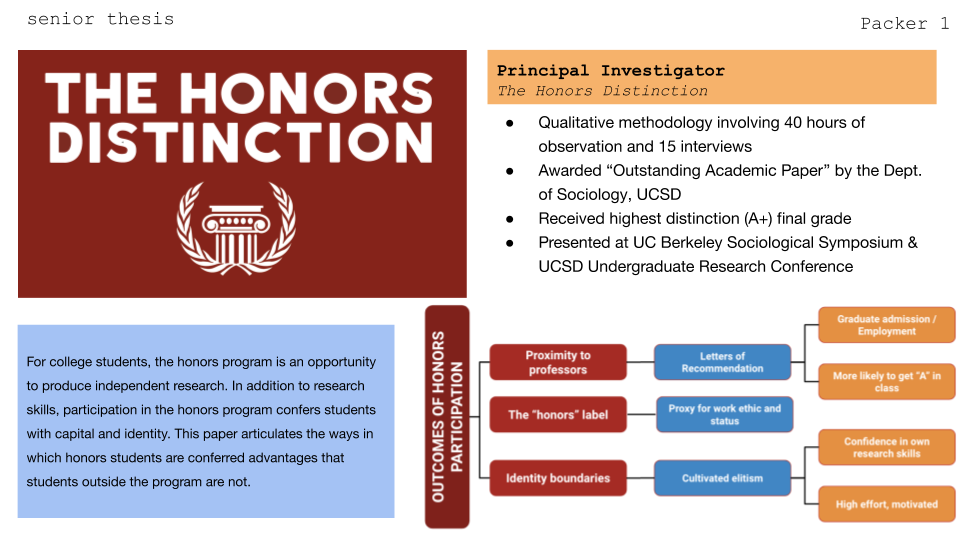 senior thesis
Packer 1
THE HONORS
DISTINCTION
Principal Investigator
The Honors Distinction
● Qualitative methodology involving 40 hours of
observation and 15 interviews
● Awarded “Outstanding Academic Paper” by the Dept.
of Sociology, UCSD
● Received highest distinction (A+) final grade
● Presented at UC Berkeley Sociological Symposium &
UCSD Undergraduate Research Conference
For college students, the honors program is an opportunity
to produce independent research. In addition to research
skills, participation in the honors program confers students
with capital and identity. This paper articulates the ways in
which honors students are conferred advantages that
students outside the program are not.
OUTCOMES OF HONORS
PARTICIPATION
Proximity to
professors
Letters of
Recommendation
Graduate admission /
Employment
More likely to get "A" in
class
The "honors" label
Proxy for work ethic and
status
Identity boundaries
Cultivated elitism
Confidence in own
research skills
High effort, motivated